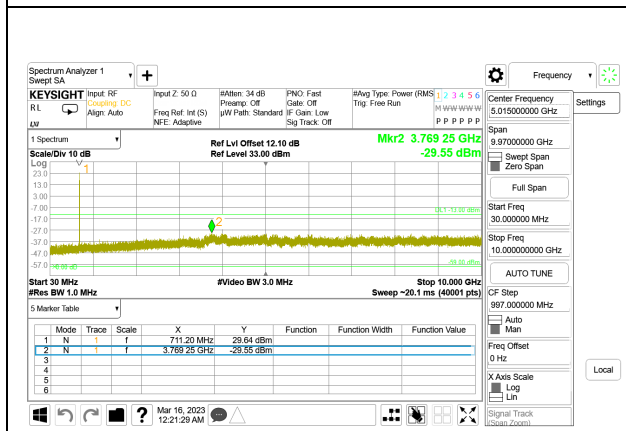 Spectrum Analyzer 1
Swept SA
+
Frequency
KEYSIGHT
Input: RF
Input Z: 50 Ω
#Atten: 34 dB
PNO: Fast
#Avg Type: Power (RMS
1 2 3 4 5 6
RL
Coupling: DC
Preamp: Off
Gate: Off
Trig: Free Run
M W W W W W
Align: Auto
Freq Ref: Int (S)
µW Path: Standard
IF Gain: Low
NFE: Adaptive
Sig Track: Off
P P P P P P
Center Frequency
5.015000000 GHz
Settings
1 Spectrum
Ref Lvl Offset 12.10 dB
Mkr2 3.769 25 GHz
Scale/Div 10 dB
Ref Level 33.00 dBm
-29.55 dBm
Span
9.97000000 GHz
Swept Span
Zero Span
Log
1
23.0
13.0
3.00
-7.00
DL1 -13.00 dBm
-17.0
2
-27.0
-37.0
-47.0
-57.0
Full Span
Start Freq
30.000000 MHz
Stop Freq
10.000000000 GHz
AUTO TUNE
Start 30 MHz
#Video BW 3.0 MHz
Stop 10.000 GHz
#Res BW 1.0 MHz
Sweep ~20.1 ms (40001 pts)
CF Step
997.000000 MHz
Auto
Man
5 Marker Table
Mode Trace Scale X Y Function Function Width Function Value
1 N 1 f 711.20 MHz 29.64 dBm
2 N 1 f 3.769 25 GHz -29.55 dBm
3
4
5
6
Freq Offset
0 Hz
Local
X Axis Scale
Log
Lin
Signal Track
(Span Zoom)
?
Mar 16, 2023
12:21:29 AM